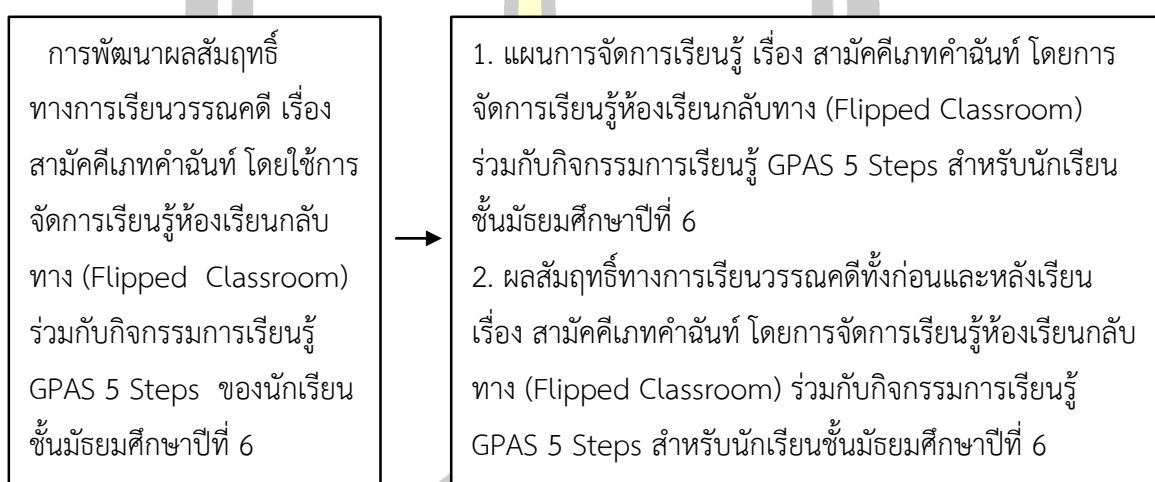 การพัฒนาผลสัมฤทธิ์
ทางการเรียนวรรณคดี เรื่อง
สามัคคีเภทคำฉันท์ โดยใช้การ
จัดการเรียนรู้ห้องเรียนกลับ
ทาง (Flipped Classroom)
ร่วมกับกิจกรรมการเรียนรู้
GPAS 5 Steps ของนักเรียน
ชั้นมัธยมศึกษาปีที่ 6
1. แผนการจัดการเรียนรู้ เรื่อง สามัคคีเภทคำฉันท์ โดยการ
จัดการเรียนรู้ห้องเรียนกลับทาง (Flipped Classroom)
ร่วมกับกิจกรรมการเรียนรู้ GPAS 5 Steps สำหรับนักเรียน
ชั้นมัธยมศึกษาปีที่ 6
2. ผลสัมฤทธิ์ทางการเรียนวรรณคดีทั้งก่อนและหลังเรียน
เรื่อง สามัคคีเภทคำฉันท์ โดยการจัดการเรียนรู้ห้องเรียนกลับ
ทาง (Flipped Classroom) ร่วมกับกิจกรรมการเรียนรู้
GPAS 5 Steps สำหรับนักเรียนชั้นมัธยมศึกษาปีที่ 6